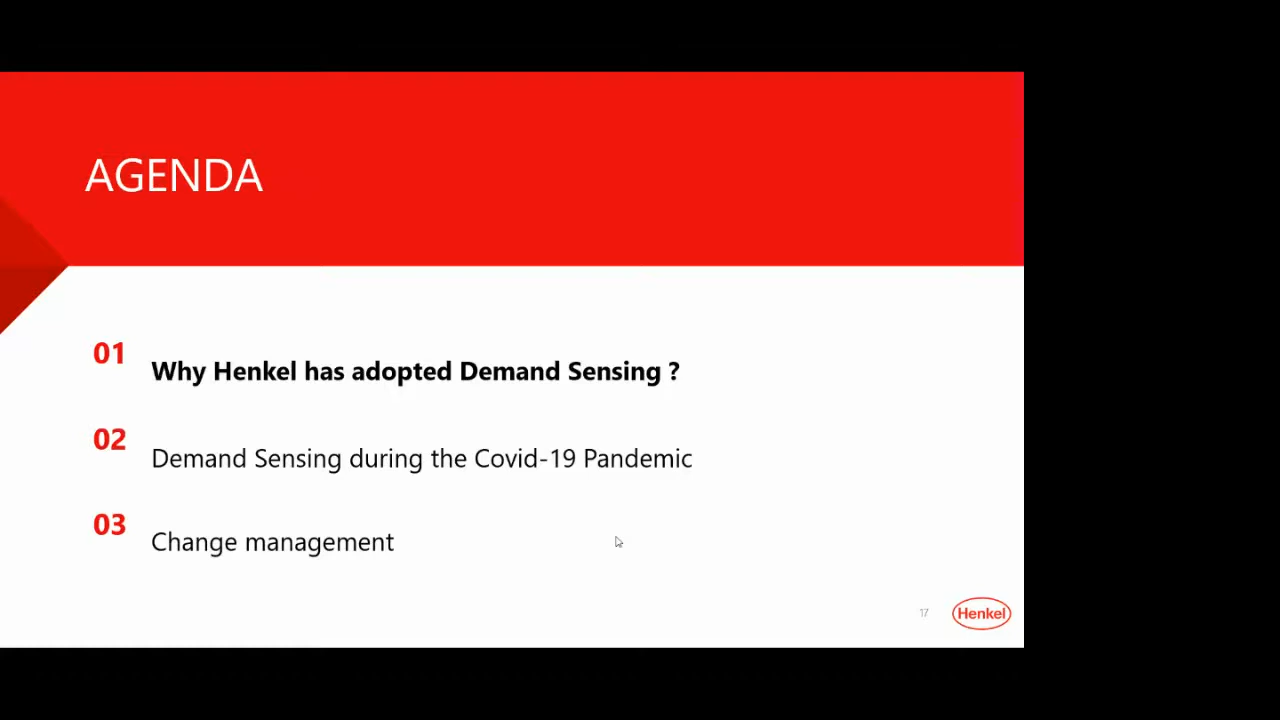 AGENDA
01
Why Henkel has adopted Demand Sensing ?
02
Demand Sensing during the Covid-19 Pandemic
03
Change management
17
Henkel